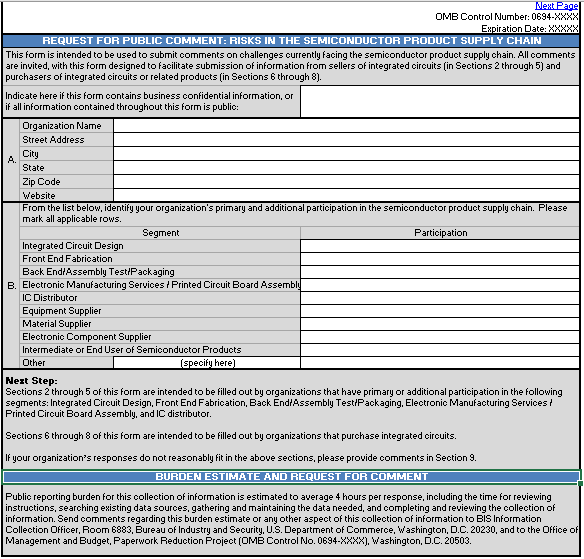 Next Page
OMB Control Number: 0694-XXXX
Expiration Date: XXXXX
REQUEST FOR PUBLIC COMMENT: RISKS IN THE SEMICONDUCTOR PRODUCT SUPPLY CHAIN
This form is intended to be used to submit comments on challenges currently facing the semiconductor product supply chain. All comments
are invited, with this form designed to facilitate submission of information from sellers of integrated circuits (in Sections 2 through 5) and
purchasers of integrated circuits or related products (in Sections 6 through 8).
Indicate here if this form contains business confidential information, or
if all information contained throughout this form is public:
A.
Organization Name
Street Address
City
State
Zip Code
Website
B.
From the list below, identify your organization's primary and additional participation in the semiconductor product supply chain. Please
mark all applicable rows.
Segment
Participation
Integrated Circuit Design
Front End Fabrication
Back End/Assembly Test/Packaging
Electronic Manufacturing Services / Printed Circuit Board Assembly
IC Distributor
Equipment Supplier
Material Supplier
Electronic Component Supplier
Intermediate or End User of Semiconductor Products
Other (specify here)
Next Step:
Sections 2 through 5 of this form are intended to be filled out by organizations that have primary or additional participation in the following
segments: Integrated Circuit Design, Front End Fabrication, Back End/Assembly Test/Packaging, Electronic Manufacturing Services /
Printed Circuit Board Assembly, and IC distributor.
Sections 6 through 8 of this form are intended to be filled out by organizations that purchase integrated circuits.
If your organization's responses do not reasonably fit in the above sections, please provide comments in Section 9.
BURDEN ESTIMATE AND REQUEST FOR COMMENT
Public reporting burden for this collection of information is estimated to average 4 hours per response, including the time for reviewing
instructions, searching existing data sources, gathering and maintaining the data needed, and completing and reviewing the collection of
information. Send comments regarding this burden estimate or any other aspect of this collection of information to BIS Information
Collection Officer, Room 6883, Bureau of Industry and Security, U.S. Department of Commerce, Washington, D.C. 20230, and to the Office of
Management and Budget, Paperwork Reduction Project (OMB Control No. 0694-XXXX), Washington, D.C. 20503.